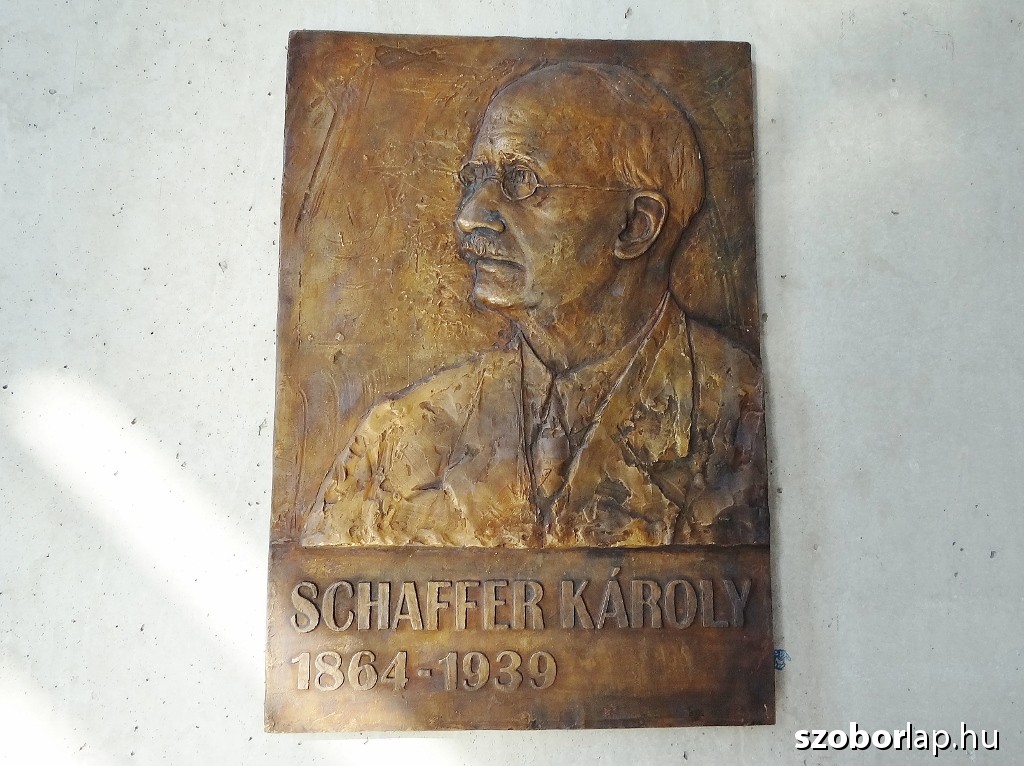 SCHAFFER KÁROLY
1864-1939
szoborlap.hu